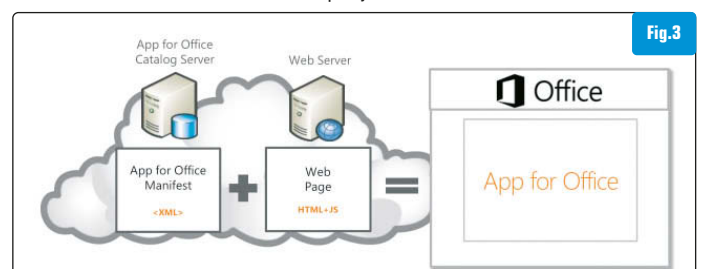 Fig.3
App for Office
Catalog Server
Web Server
Office
App for Office
Manifest
<XML>
Web
Page
HTML+JS
App for Office